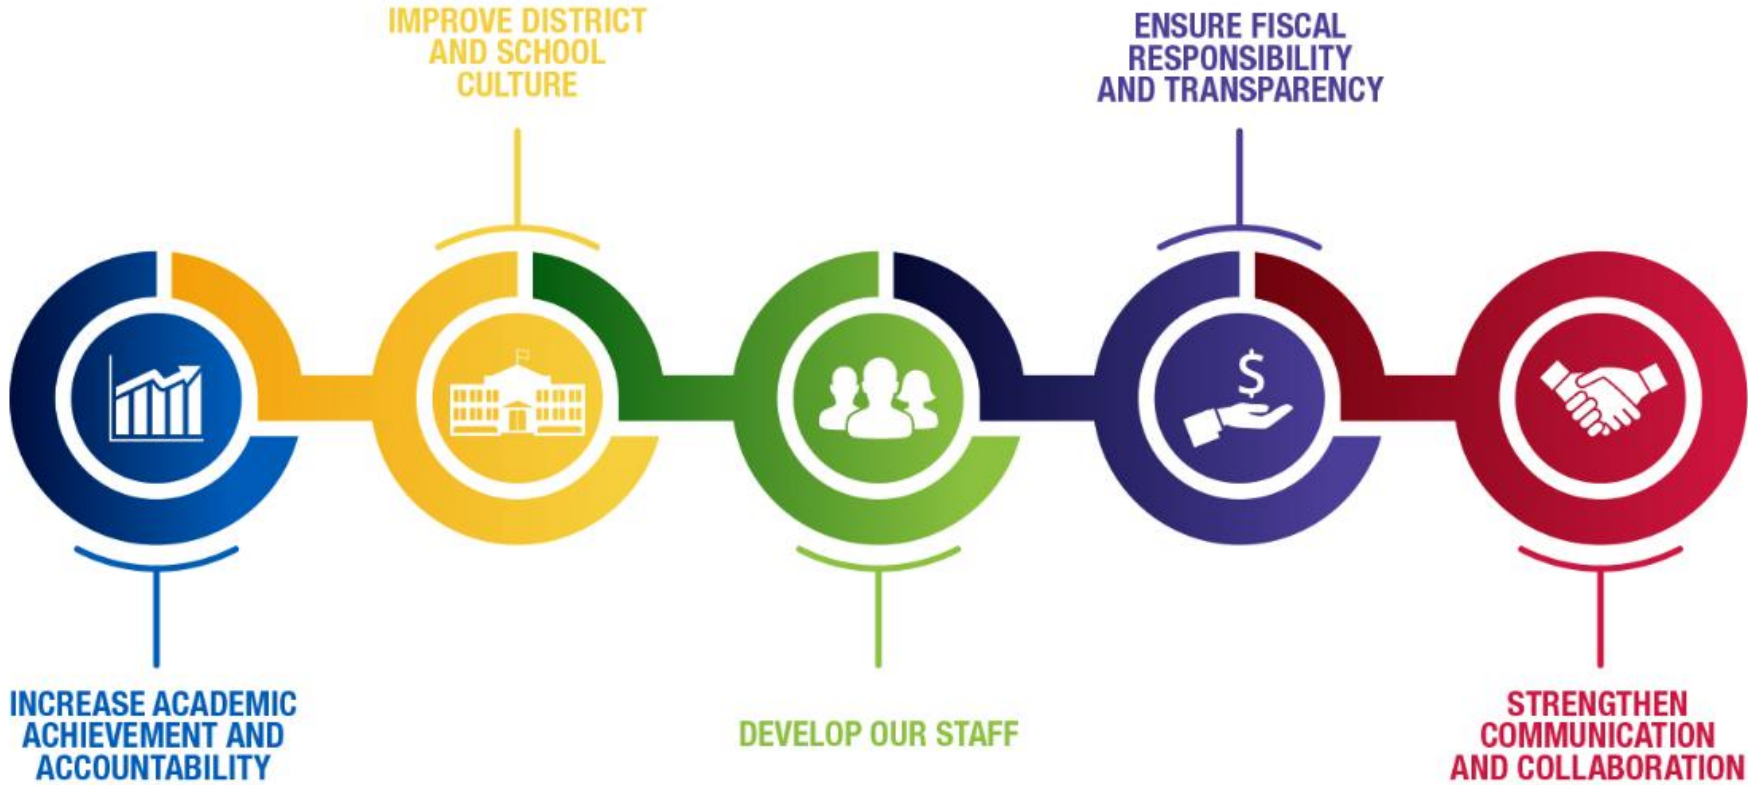 IMPROVE DISTRICT
AND SCHOOL
CULTURE
ENSURE FISCAL
RESPONSIBILITY
AND TRANSPARENCY
$
INCREASE ACADEMIC
ACHIEVEMENT AND
ACCOUNTABILITY
DEVELOP OUR STAFF
STRENGTHEN
COMMUNICATION
AND COLLABORATION